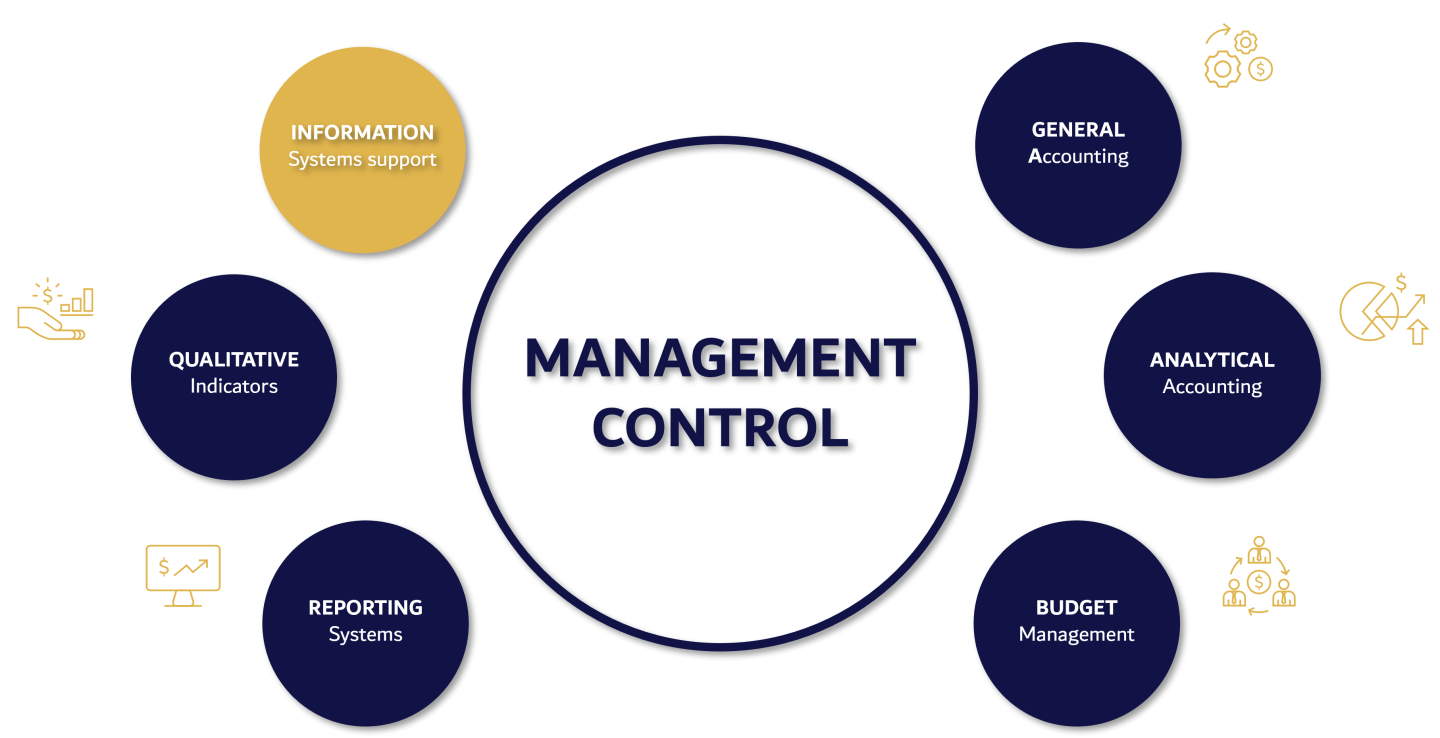 INFORMATION
Systems support
GENERAL
Accounting
QUALITATIVE
Indicators
MANAGEMENT
CONTROL
ANALYTICAL
Accounting
REPORTING
Systems
BUDGET
Management
$
$
$
$
$